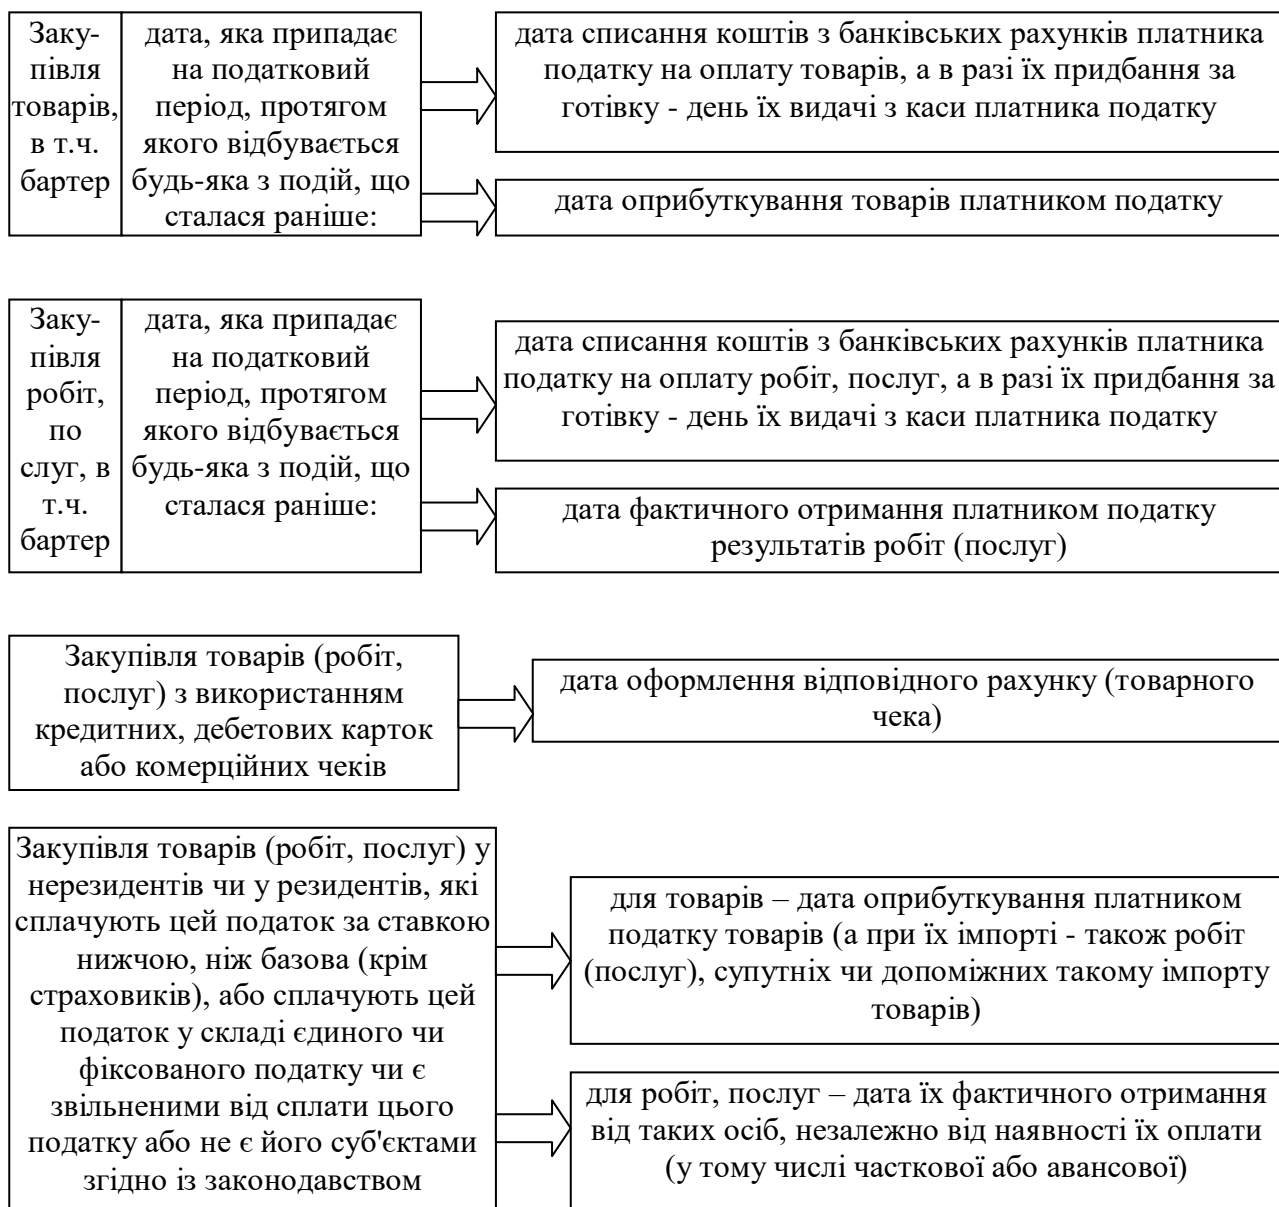 Заку-
півля
товарів,
в т.ч.
бартер
дата, яка припадає
на податковий
період, протягом
якого відбувається
будь-яка з подій, що
сталася раніше:
дата списання коштів з банківських рахунків платника
податку на оплату товарів, а в разі їх придбання за
готівку - день їх видачі з каси платника податку
дата оприбуткування товарів платником податку
Заку-
півля
робіт,
по
слуг, в
т.ч.
бартер
дата, яка припадає
на податковий
період, протягом
якого відбувається
будь-яка з подій, що
сталася раніше:
дата списання коштів з банківських рахунків платника
податку на оплату робіт, послуг, а в разі їх придбання за
готівку - день їх видачі з каси платника податку
дата фактичного отримання платником податку
результатів робіт (послуг)
Закупівля товарів (робіт,
послуг) з використанням
кредитних, дебетових карток
або комерційних чеків
дата оформлення відповідного рахунку (товарного
чека)
Закупівля товарів (робіт, послуг) у
нерезидентів чи у резидентів, які
сплачують цей податок за ставкою
нижчою, ніж базова (крім
страховиків), або сплачують цей
податок у складі єдиного чи
фіксованого податку чи є
звільненими від сплати цього
податку або не є його суб'єктами
згідно із законодавством
для товарів – дата оприбуткування платником
податку товарів (а при їх імпорті - також робіт
(послуг), супутніх чи допоміжних такому імпорту
товарів)
для робіт, послуг – дата їх фактичного отримання
від таких осіб, незалежно від наявності їх оплати
(у тому числі часткової або авансової)